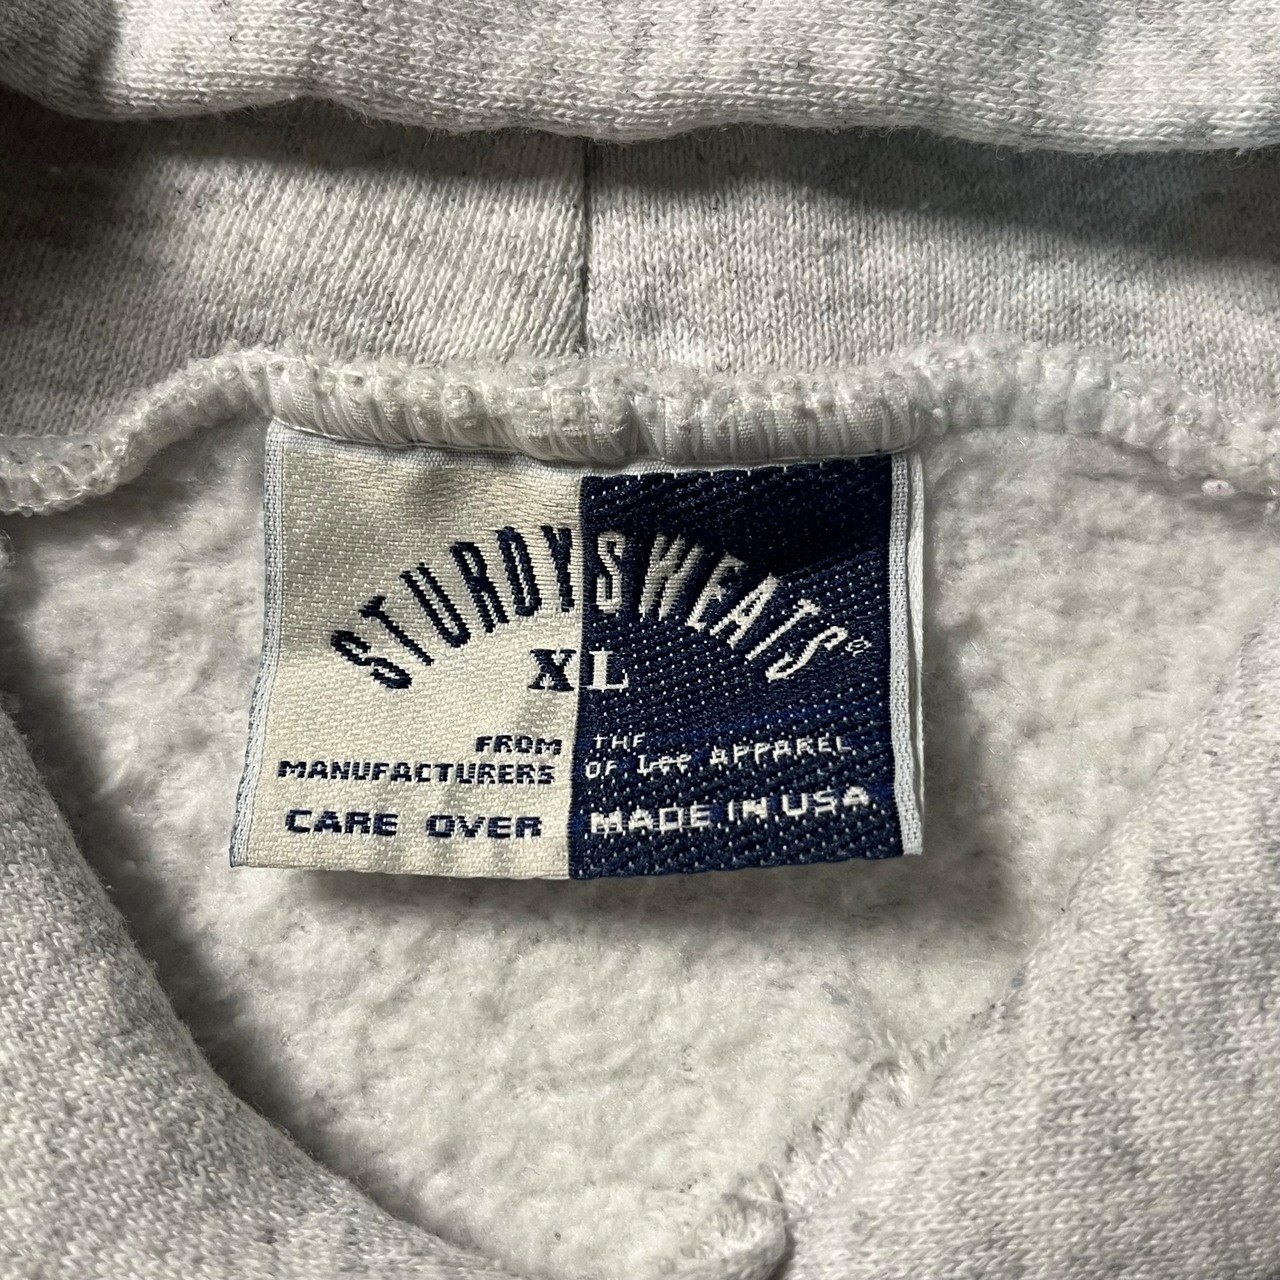 STURDYSWEATS®
XL
FROM THE
MANUFACTURERS OF Lee APPAREL
CARE OVER MADE IN USA